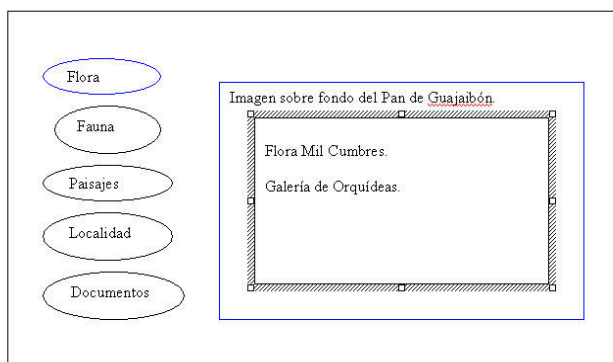 Flora
Fauna
Paisajes
Localidad
Documentos
Imagen sobre fondo del Pan de Guajaibón.
Flora Mil Cumbres.
Galería de Orquídeas.